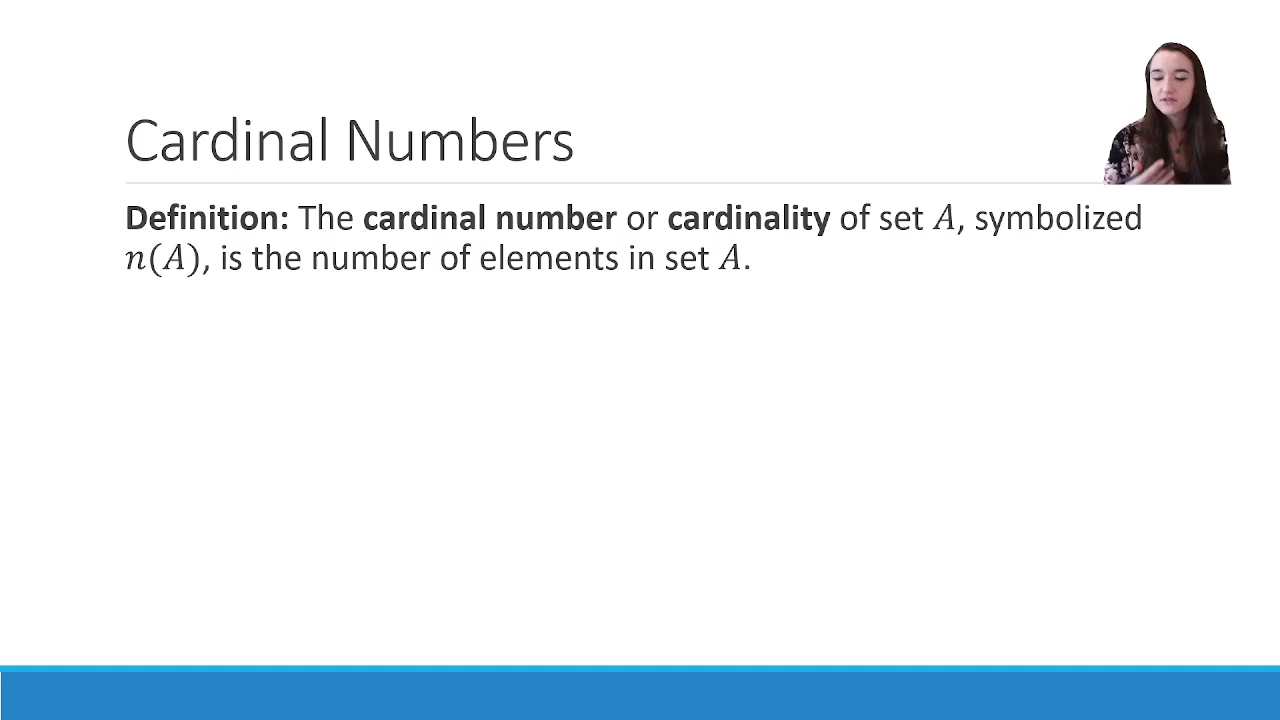 Cardinal Numbers
Definition: The cardinal number or cardinality of set 𝐴, symbolized
𝑛(𝐴), is the number of elements in set 𝐴.